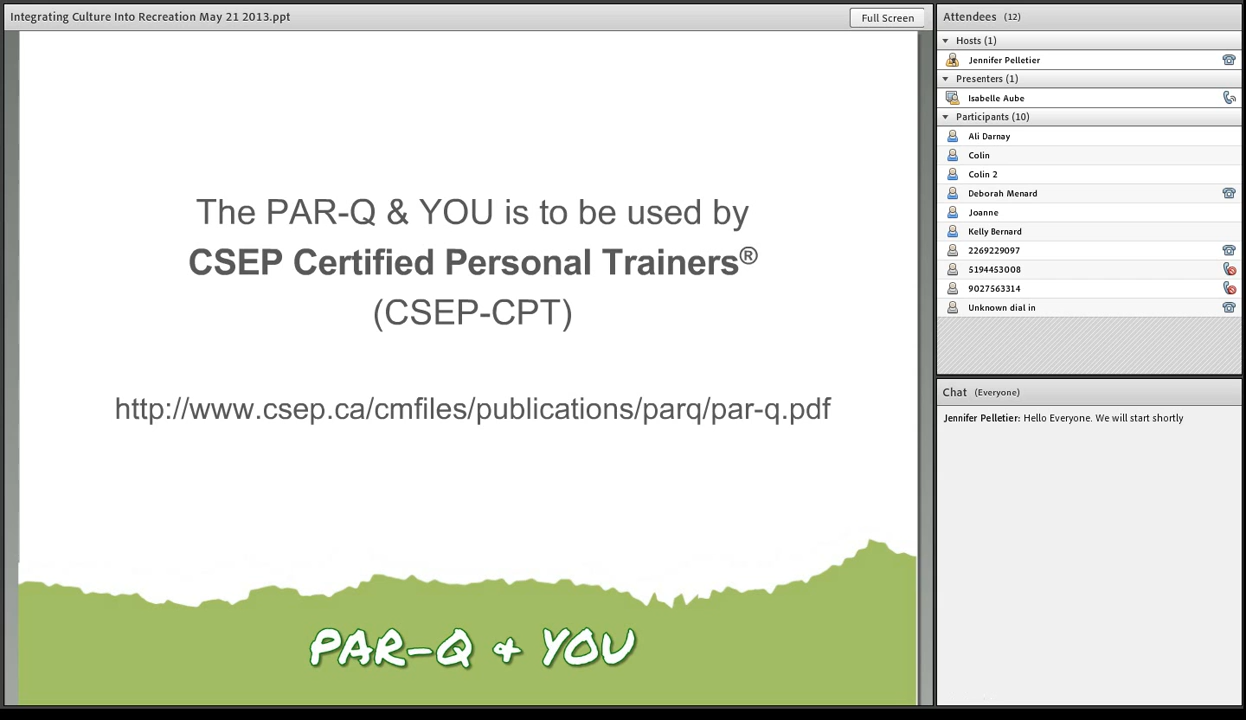 Integrating Culture Into Recreation May 21 2013.ppt
Full Screen
The PAR-Q & YOU is to be used by
CSEP Certified Personal Trainers®
(CSEP-CPT)
http://www.csep.ca/cmfiles/publications/parq/par-q.pdf
PAR-Q & YOU
Attendees (12)
Hosts (1)
Jennifer Pelletier
Presenters (1)
Isabelle Aube
Participants (10)
Ali Darnay
Colin
Colin 2
Deborah Menard
Joanne
Kelly Bernard
2269229097
5194453008
9027563314
Unknown dial in
Chat (Everyone)
Jennifer Pelletier: Hello Everyone. We will start shortly